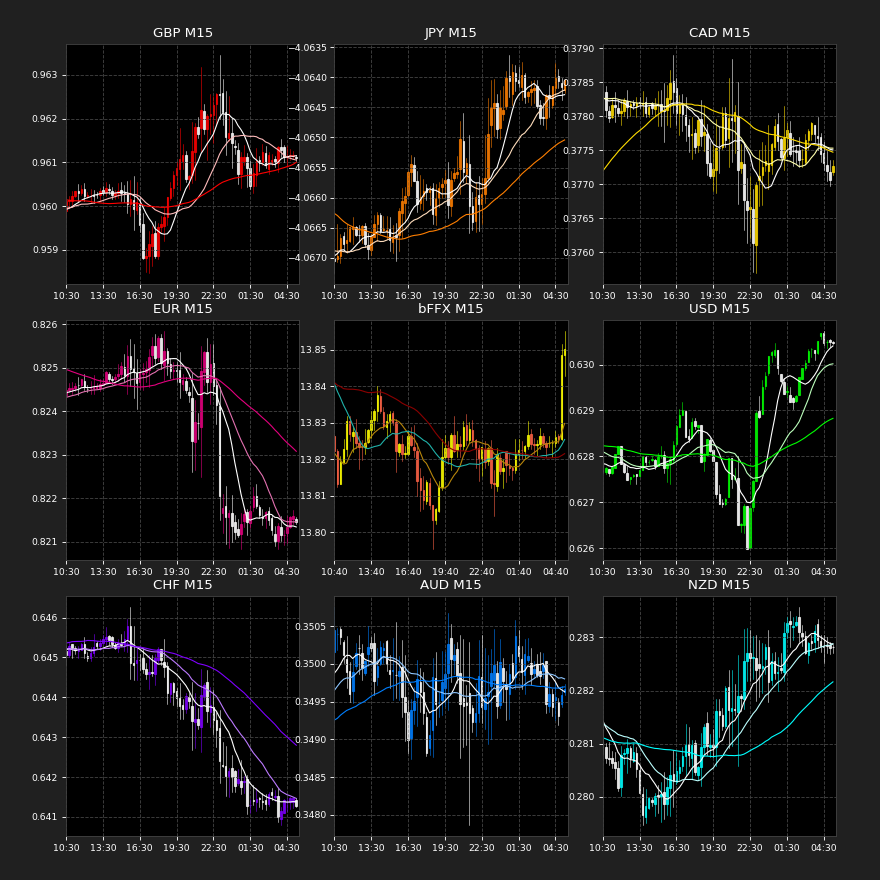 GBP M15
0.963
0.962
0.961
0.960
0.959
10:30 13:30 16:30 19:30 22:30 01:30 04:30
JPY M15
−4.0635
−4.0640
−4.0645
−4.0650
−4.0655
−4.0660
−4.0665
−4.0670
10:30 13:30 16:30 19:30 22:30 01:30 04:30
CAD M15
0.3790
0.3785
0.3780
0.3775
0.3770
0.3765
0.3760
10:30 13:30 16:30 19:30 22:30 01:30 04:30
EUR M15
0.826
0.825
0.824
0.823
0.822
0.821
10:30 13:30 16:30 19:30 22:30 01:30 04:30
bFFX M15
13.85
13.84
13.83
13.82
13.81
13.80
10:40 13:40 16:40 19:40 22:40 01:40 04:40
USD M15
0.630
0.629
0.628
0.627
0.626
10:30 13:30 16:30 19:30 22:30 01:30 04:30
CHF M15
0.646
0.645
0.644
0.643
0.642
0.641
10:30 13:30 16:30 19:30 22:30 01:30 04:30
AUD M15
0.3505
0.3500
0.3495
0.3490
0.3485
0.3480
10:30 13:30 16:30 19:30 22:30 01:30 04:30
NZD M15
0.283
0.282
0.281
0.280
10:30 13:30 16:30 19:30 22:30 01:30 04:30